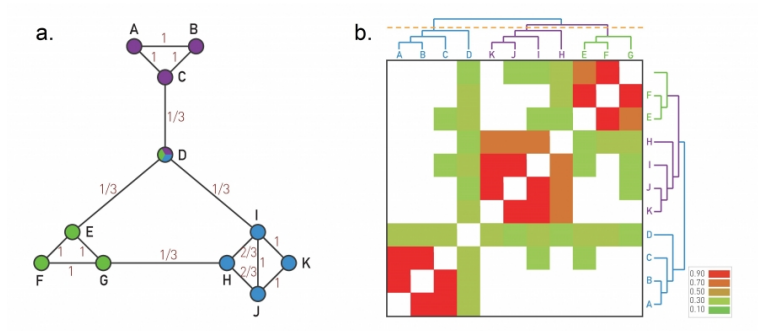 a.
A B
1
1 1
C
1/3
D
1/3 1/3
E I
1 1 2/3 1 1
F 1 G 1/3 H 2/3 1 K
J
b.
A B C D K J I H E F G
F
E
H
I
J
K
D
C
B
A
0.90
0.70
0.50
0.30
0.10